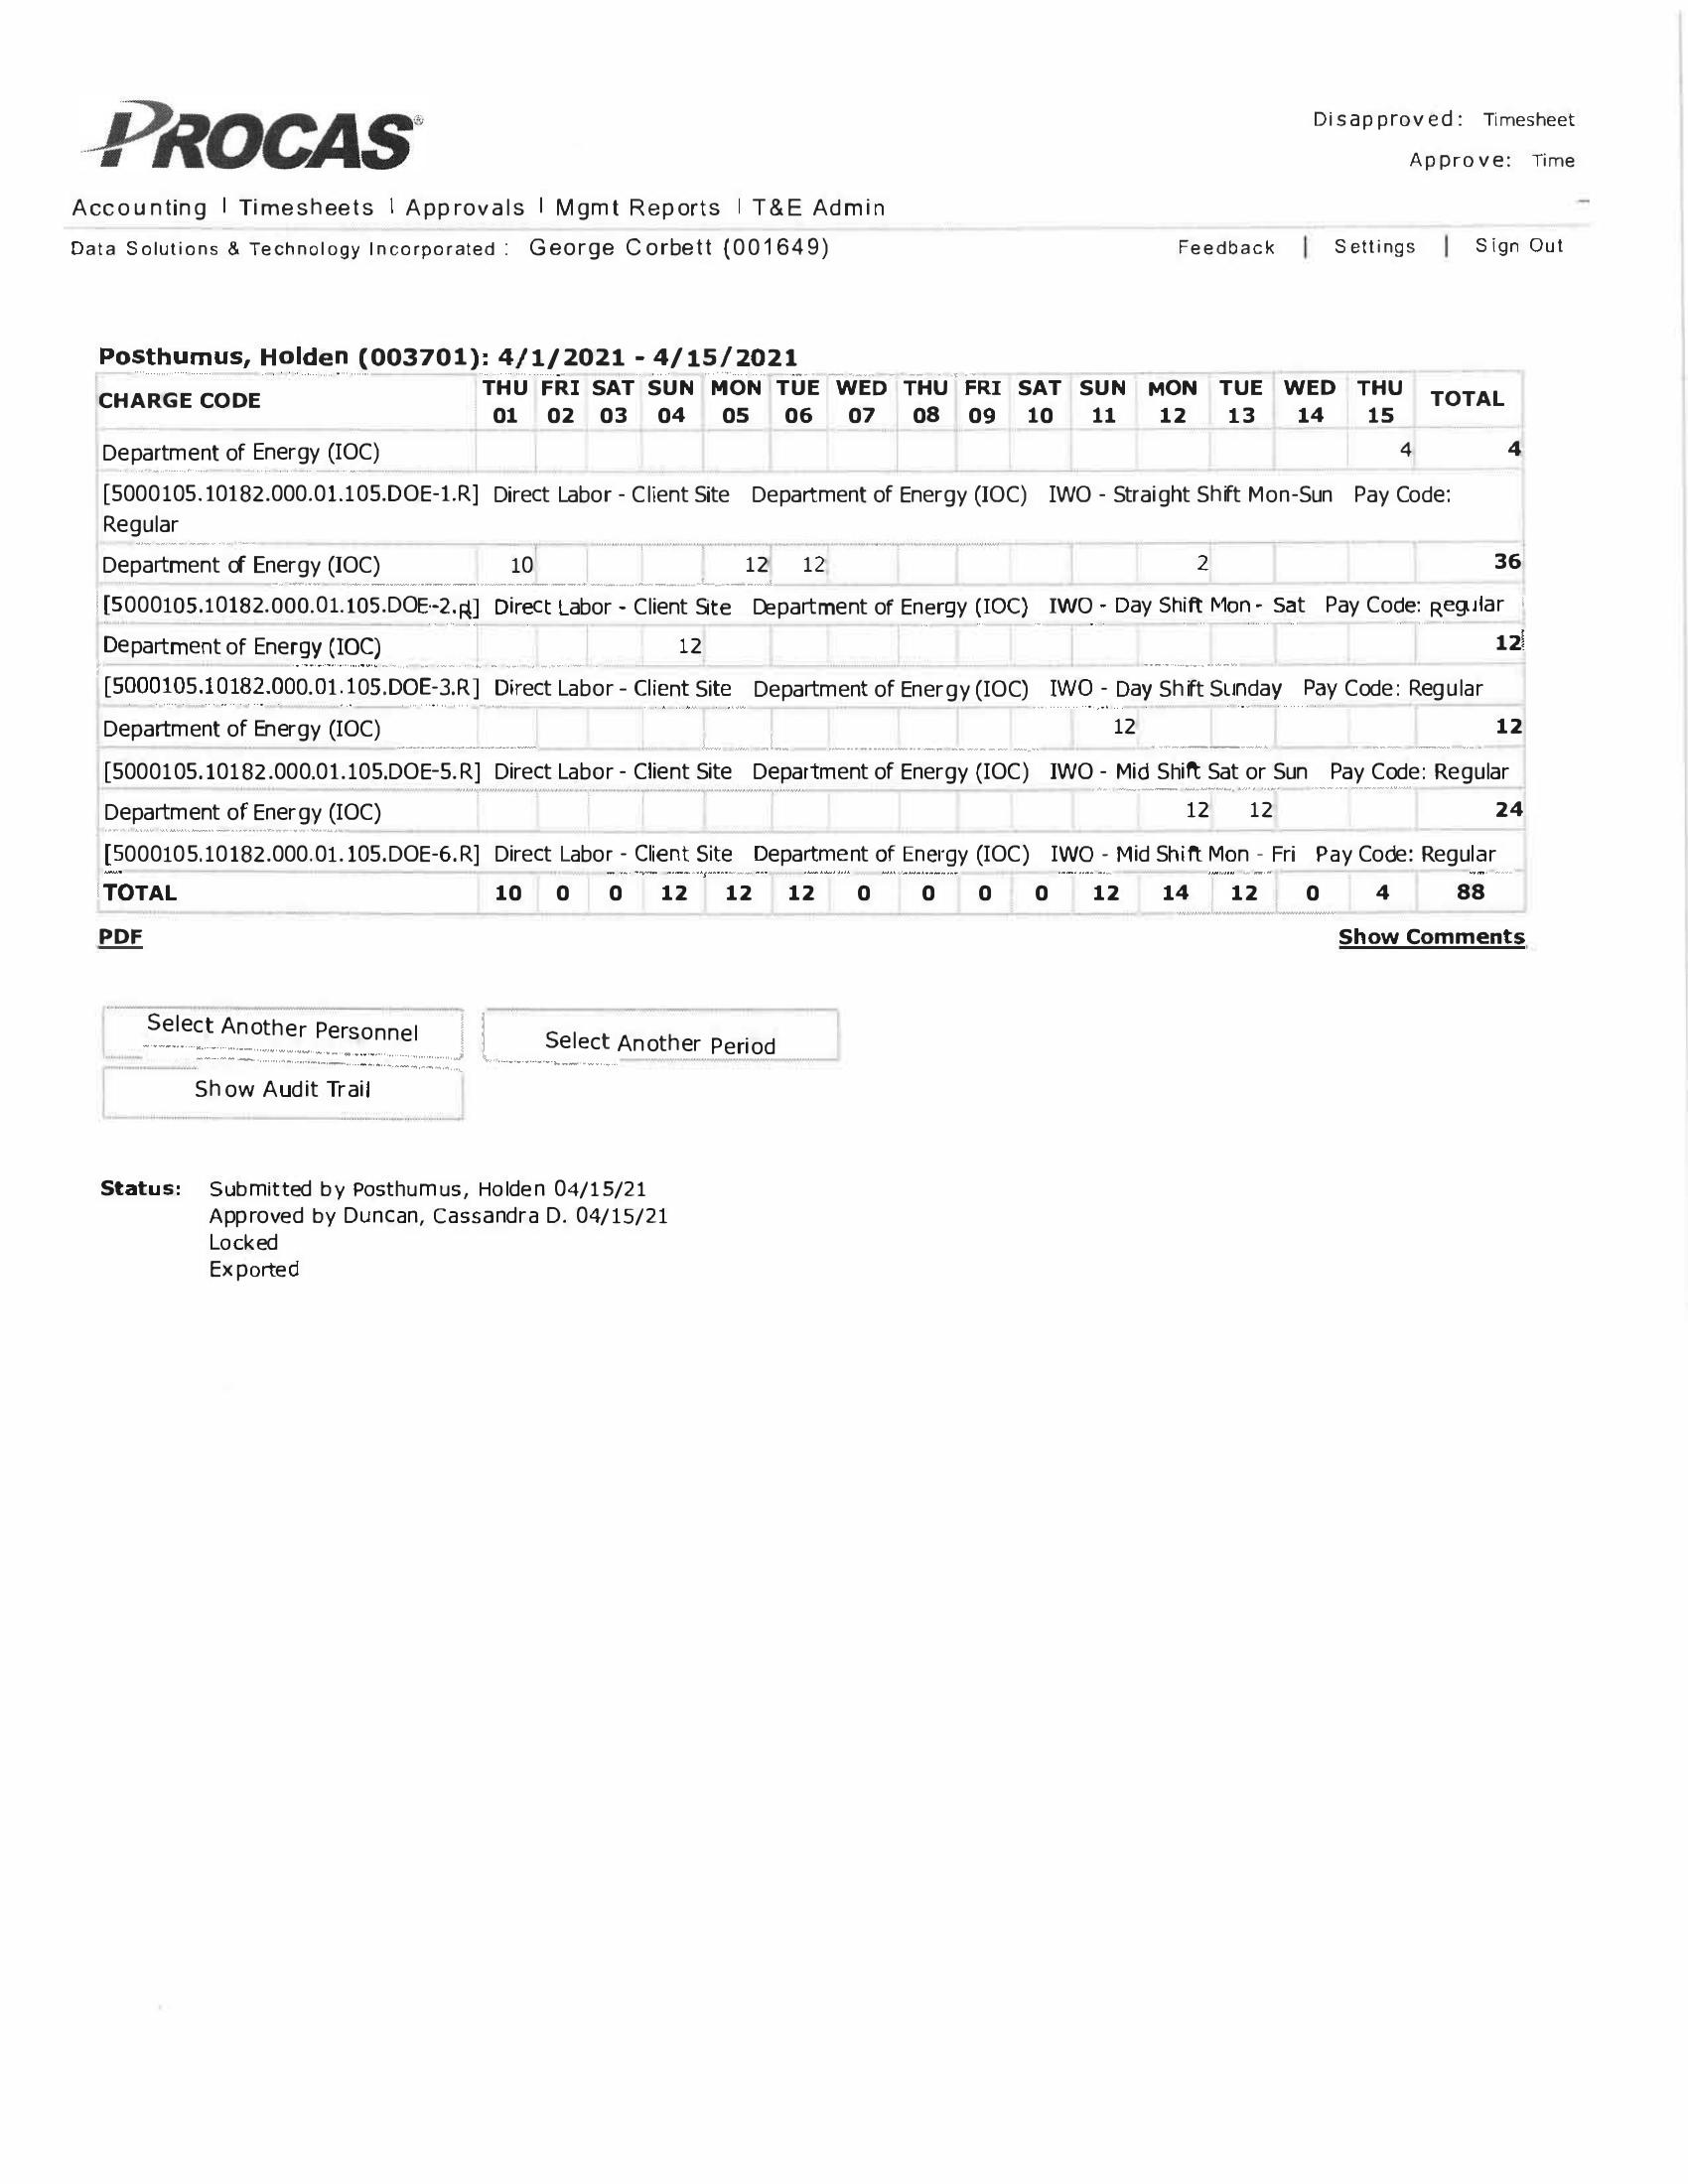 PROCAS®
Disapproved: Timesheet
Approve: Time
Accounting | Timesheets | Approvals | Mgmt Reports | T&E Admin
Data Solutions & Technology Incorporated : George Corbett (001649)
Feedback | Settings | Sign Out
Posthumus, Holden (003701): 4/1/2021 - 4/15/2021
CHARGE CODE THU FRI SAT SUN MON TUE WED THU FRI SAT SUN MON TUE WED THU TOTAL
01 02 03 04 05 06 07 08 09 10 11 12 13 14 15
Department of Energy (IOC) 4 4
[5000105.10182.000.01.105.DOE-1.R] Direct Labor - Client Site Department of Energy (IOC) IWO - Straight Shift Mon-Sun Pay Code:
Regular
Department of Energy (IOC) 10 12 12 2 36
[5000105.10182.000.01.105.DOE-2.R] Direct Labor - Client Site Department of Energy (IOC) IWO - Day Shift Mon - Sat Pay Code: Regular
Department of Energy (IOC) 12 12
[5000105.10182.000.01.105.DOE-3.R] Direct Labor - Client Site Department of Energy (IOC) IWO - Day Shift Sunday Pay Code: Regular
Department of Energy (IOC) 12 12
[5000105.10182.000.01.105.DOE-5.R] Direct Labor - Client Site Department of Energy (IOC) IWO - Mid Shift Sat or Sun Pay Code: Regular
Department of Energy (IOC) 12 12 24
[5000105.10182.000.01.105.DOE-6.R] Direct Labor - Client Site Department of Energy (IOC) IWO - Mid Shift Mon - Fri Pay Code: Regular
TOTAL 10 0 0 12 12 12 0 0 0 0 12 14 12 0 4 88
PDF
Show Comments
Select Another Personnel
Select Another Period
Show Audit Trail
Status: Submitted by Posthumus, Holden 04/15/21
Approved by Duncan, Cassandra D. 04/15/21
Locked
Exported